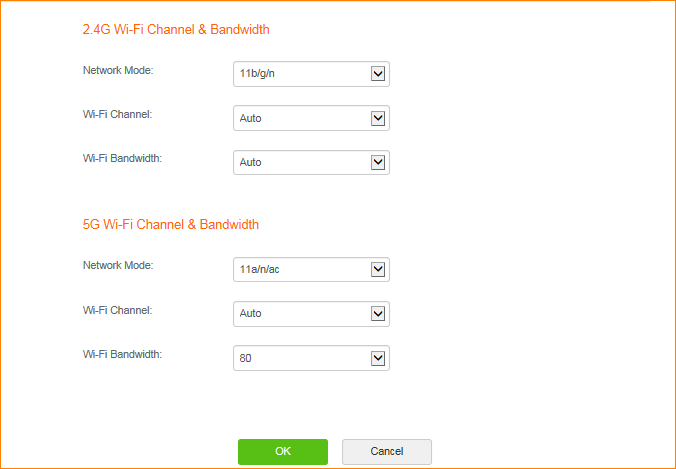 2.4G Wi-Fi Channel & Bandwidth
Network Mode: 11b/g/n
Wi-Fi Channel: Auto
Wi-Fi Bandwidth: Auto
5G Wi-Fi Channel & Bandwidth
Network Mode: 11a/n/ac
Wi-Fi Channel: Auto
Wi-Fi Bandwidth: 80
OK Cancel